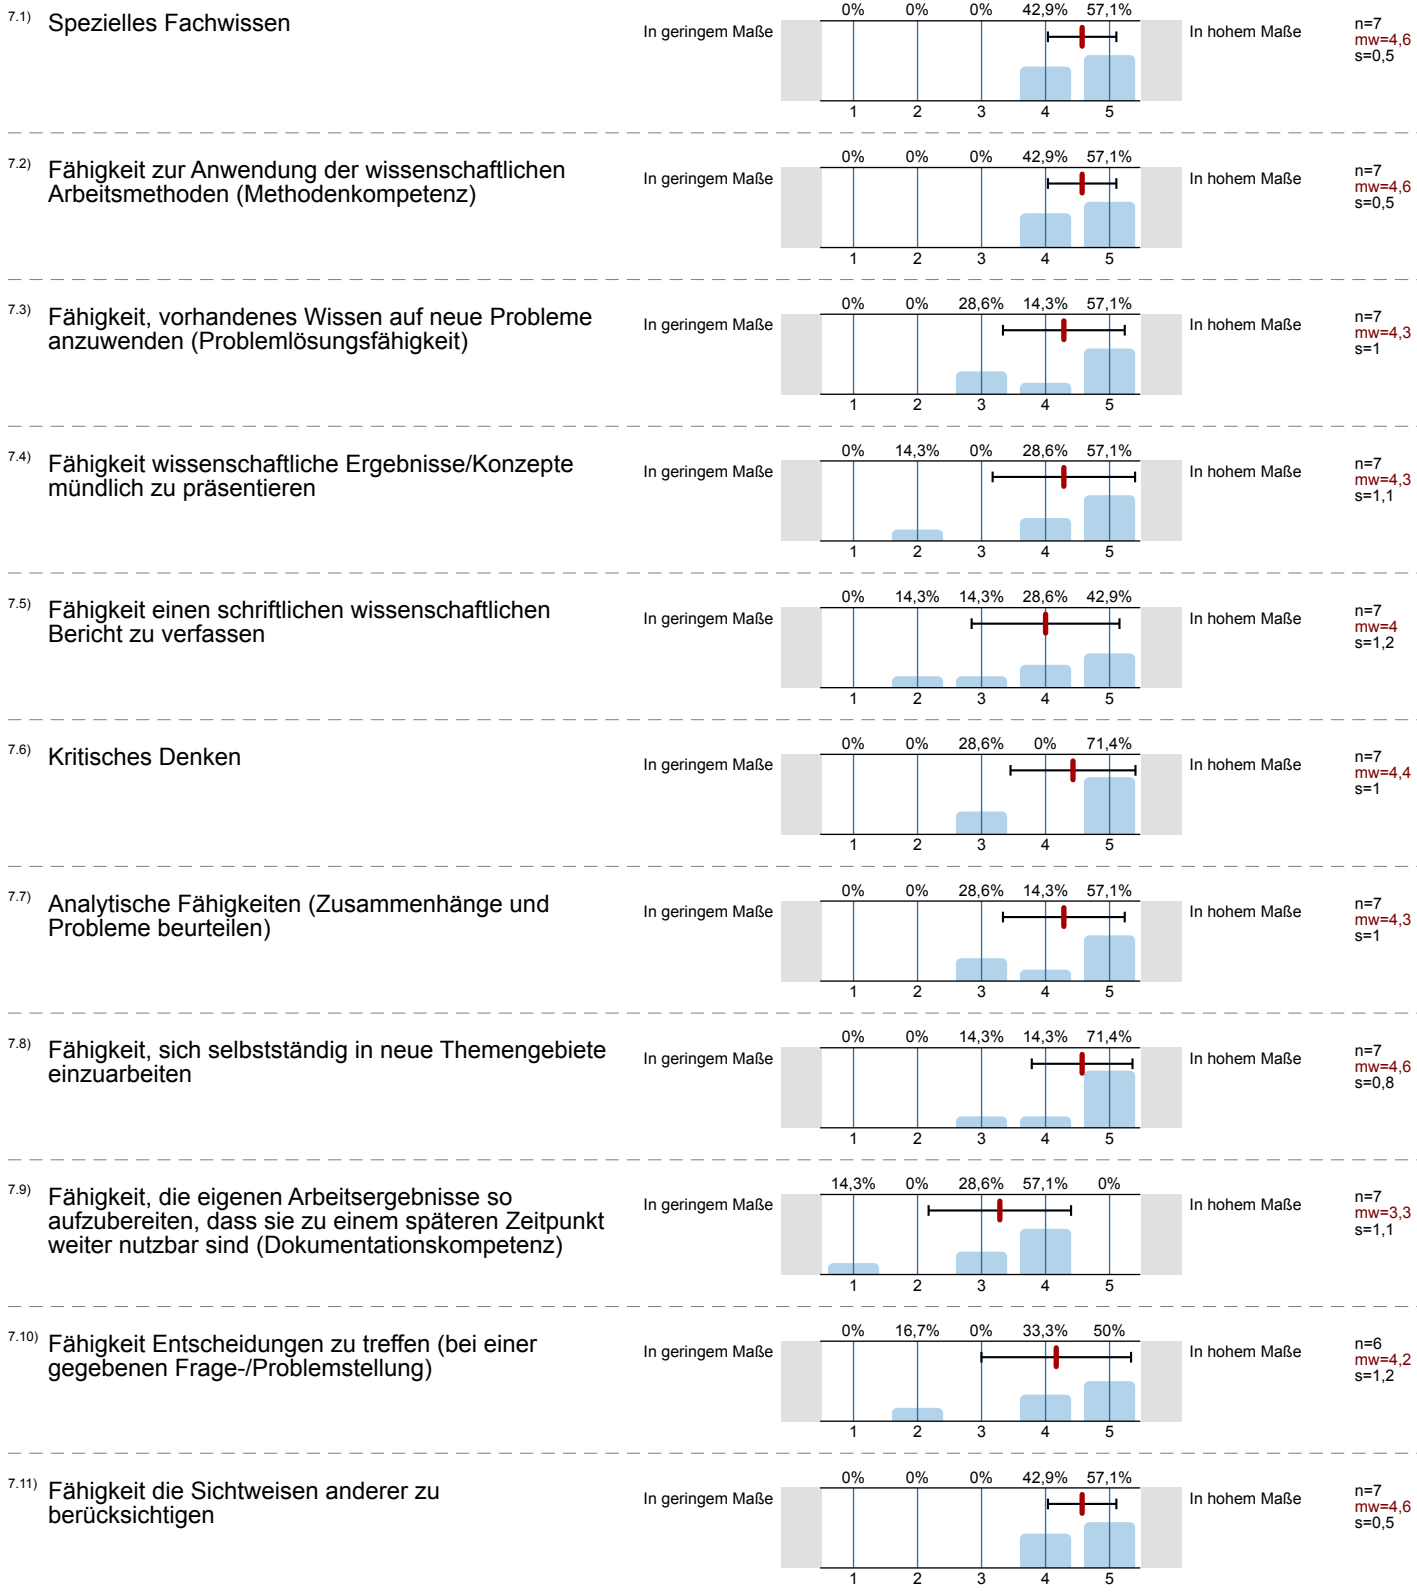 7.1) Spezielles Fachwissen
In geringem Maße
0% 0% 0% 42,9% 57,1%
1 2 3 4 5
In hohem Maße
n=7
mw=4,6
s=0,5
7.2) Fähigkeit zur Anwendung der wissenschaftlichen
Arbeitsmethoden (Methodenkompetenz)
In geringem Maße
0% 0% 0% 42,9% 57,1%
1 2 3 4 5
In hohem Maße
n=7
mw=4,6
s=0,5
7.3) Fähigkeit, vorhandenes Wissen auf neue Probleme
anzuwenden (Problemlösungsfähigkeit)
In geringem Maße
0% 0% 28,6% 14,3% 57,1%
1 2 3 4 5
In hohem Maße
n=7
mw=4,3
s=1
7.4) Fähigkeit wissenschaftliche Ergebnisse/Konzepte
mündlich zu präsentieren
In geringem Maße
0% 14,3% 0% 28,6% 57,1%
1 2 3 4 5
In hohem Maße
n=7
mw=4,3
s=1,1
7.5) Fähigkeit einen schriftlichen wissenschaftlichen
Bericht zu verfassen
In geringem Maße
0% 14,3% 14,3% 28,6% 42,9%
1 2 3 4 5
In hohem Maße
n=7
mw=4
s=1,2
7.6) Kritisches Denken
In geringem Maße
0% 0% 28,6% 0% 71,4%
1 2 3 4 5
In hohem Maße
n=7
mw=4,4
s=1
7.7) Analytische Fähigkeiten (Zusammenhänge und
Probleme beurteilen)
In geringem Maße
0% 0% 28,6% 14,3% 57,1%
1 2 3 4 5
In hohem Maße
n=7
mw=4,3
s=1
7.8) Fähigkeit, sich selbstständig in neue Themengebiete
einzuarbeiten
In geringem Maße
0% 0% 14,3% 14,3% 71,4%
1 2 3 4 5
In hohem Maße
n=7
mw=4,6
s=0,8
7.9) Fähigkeit, die eigenen Arbeitsergebnisse so
aufzubereiten, dass sie zu einem späteren Zeitpunkt
weiter nutzbar sind (Dokumentationskompetenz)
In geringem Maße
14,3% 0% 28,6% 57,1% 0%
1 2 3 4 5
In hohem Maße
n=7
mw=3,3
s=1,1
7.10) Fähigkeit Entscheidungen zu treffen (bei einer
gegebenen Frage-/Problemstellung)
In geringem Maße
0% 16,7% 0% 33,3% 50%
1 2 3 4 5
In hohem Maße
n=6
mw=4,2
s=1,2
7.11) Fähigkeit die Sichtweisen anderer zu
berücksichtigen
In geringem Maße
0% 0% 0% 42,9% 57,1%
1 2 3 4 5
In hohem Maße
n=7
mw=4,6
s=0,5